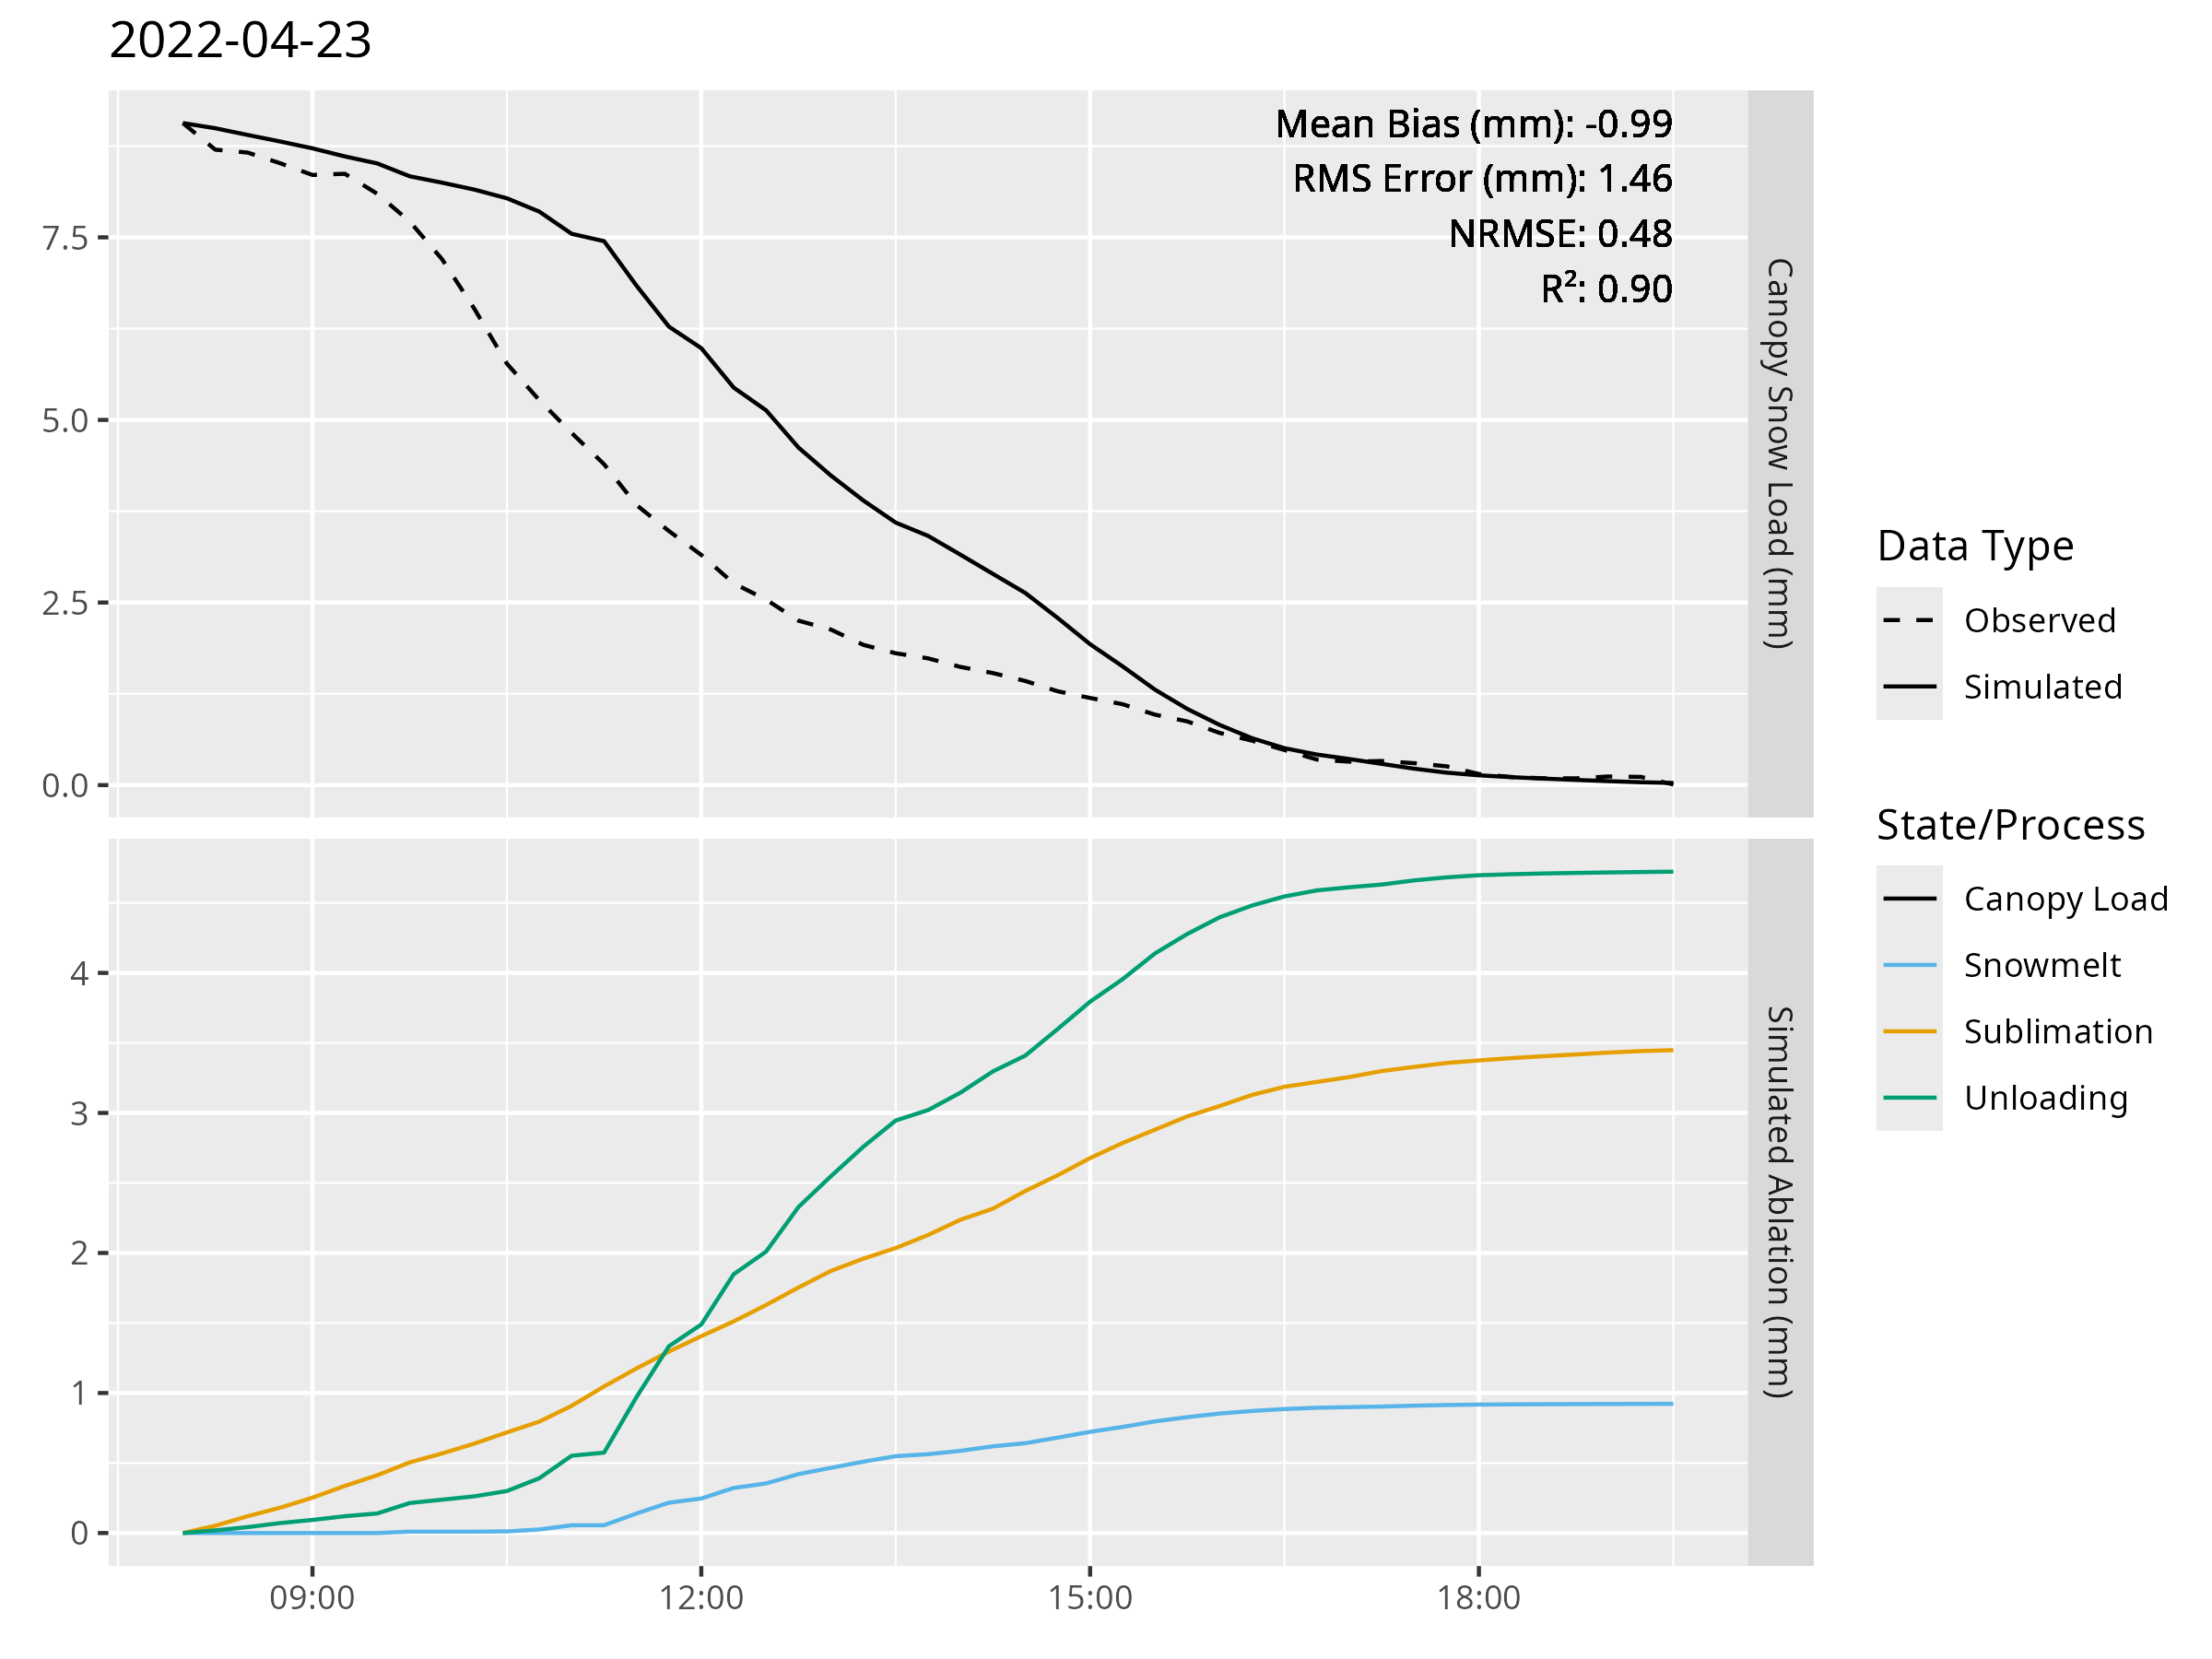 2022-04-23
Mean Bias (mm): -0.99
RMS Error (mm): 1.46
NRMSE: 0.48
R²: 0.90
7.5
5.0
2.5
0.0
Canopy Snow Load (mm)
4
3
2
1
0
Simulated Ablation (mm)
09:00
12:00
15:00
18:00
Data Type
Observed
Simulated
State/Process
Canopy Load
Snowmelt
Sublimation
Unloading